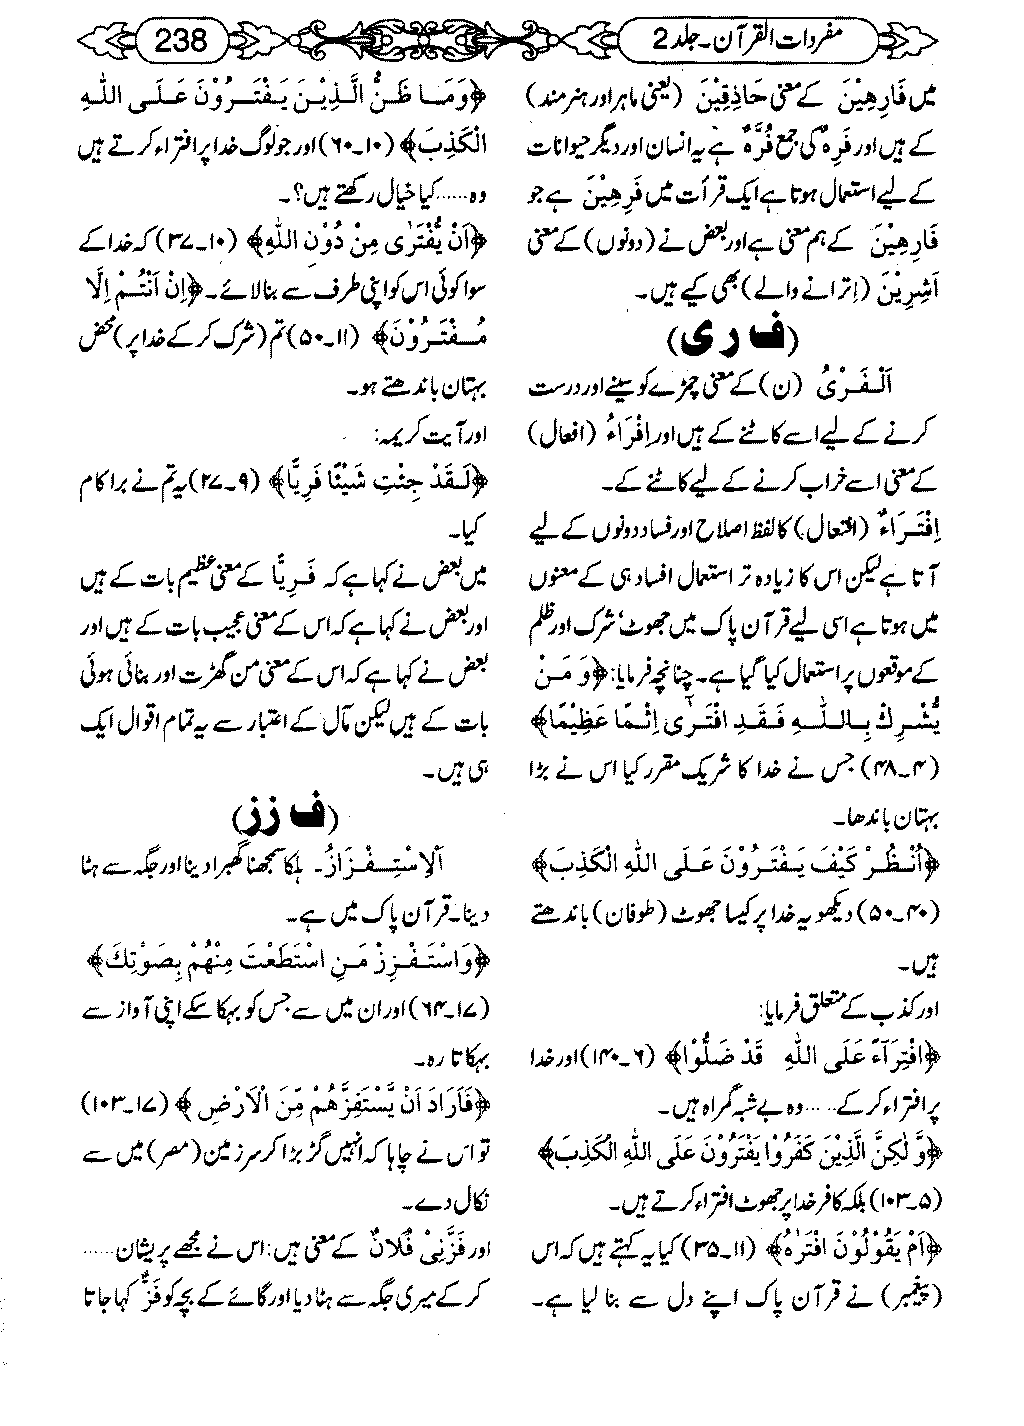 مفردات القرآن۔ جلد 2
238
میں فَارِهِیْنَ کے معنی حَاذِقِیْنَ (یعنی ماہر اور ہنرمند)
کے ہیں اور فَرِهٌ کی جمع فُرَّهٌ ہے یہ انسان اور دیگر حیوانات
کے لیے استعمال ہوتا ہے ایک قرأت میں فَرِهِیْنَ ہے جو
فَارِهِیْنَ کے ہم معنی ہے اور بعض نے (دونوں) کے معنی
اَشِرِیْنَ (اِترانے والے) بھی کیے ہیں۔
(ف ر ی)
اَلْفَرْیُ (ن) کے معنی چمڑے کو سینے اور درست
کرنے کے لیے اسے کاٹنے کے ہیں اور اِفْرَاءٌ (افعال)
کے معنی اسے خراب کرنے کے لیے کاٹنے کے۔
اِفْتَرَاءٌ (افتعال) کا لفظ اصلاح اور فساد دونوں کے لیے
آتا ہے لیکن اس کا زیادہ تر استعمال افساد ہی کے معنوں
میں ہوتا ہے اسی لیے قرآن پاک میں جھوٹ، شرک اور ظلم
کے موقعوں پر استعمال کیا گیا ہے۔ چنانچہ فرمایا: ﴿وَمَنْ
یُّشْرِكْ بِاللّٰهِ فَقَدِ افْتَرٰٓی اِثْمًا عَظِیْمًا﴾
(۴۔۴۸) جس نے خدا کا شریک مقرر کیا اس نے بڑا
بہتان باندھا۔
﴿اُنْظُرْ كَیْفَ یَفْتَرُوْنَ عَلَی اللّٰهِ الْكَذِبَ﴾
(۴۰۔۵۰) دیکھو یہ خدا پر کیسا جھوٹ (طوفان) باندھتے
ہیں۔
اور کذب کے متعلق فرمایا:
﴿افْتِرَآءً عَلَی اللّٰهِ قَدْ ضَلُّوْا﴾ (۶۔۱۴۰) اور خدا
پر افتراء کر کے...... وہ بے شبہ گمراہ ہیں۔
﴿وَّ لٰكِنَّ الَّذِیْنَ كَفَرُوْا یَفْتَرُوْنَ عَلَی اللّٰهِ الْكَذِبَ﴾
(۵۔۱۰۳) بلکہ کافر خدا پر جھوٹ افتراء کرتے ہیں۔
﴿اَمْ یَقُوْلُوْنَ افْتَرٰهُ﴾ (۱۱۔۳۵) کیا یہ کہتے ہیں کہ اس
(پیغمبر) نے قرآن پاک اپنے دل سے بنا لیا ہے۔
﴿وَمَا ظَنُّ الَّذِیْنَ یَفْتَرُوْنَ عَلَی اللّٰهِ
الْكَذِبَ﴾ (۱۰۔۶۰) اور جو لوگ خدا پر افتراء کرتے ہیں
وہ...... کیا خیال رکھتے ہیں؟۔
﴿اَنْ یُّفْتَرٰی مِنْ دُوْنِ اللّٰهِ﴾ (۱۰۔۳۷) کہ خدا کے
سوا کوئی اس کو اپنی طرف سے بنا لائے۔ ﴿اِنْ اَنْتُمْ اِلَّا
مُفْتَرُوْنَ﴾ (۱۱۔۵۰) تم (شرک کر کے خدا پر) محض
بہتان باندھتے ہو۔
اور آیت کریمہ:
﴿لَقَدْ جِئْتِ شَیْئًا فَرِیًّا﴾ (۹۔۲۷) یہ تم نے برا کام
کیا۔
میں بعض نے کہا ہے کہ فَرِیًّا کے معنی عظیم بات کے ہیں
اور بعض نے کہا ہے کہ اس کے معنی عجیب بات کے ہیں اور
بعض نے کہا ہے کہ اس کے معنی من گھڑت اور بنائی ہوئی
بات کے ہیں لیکن مآل کے اعتبار سے یہ تمام اقوال ایک
ہی ہیں۔
(ف زز)
اَلْاِسْتِفْزَازُ۔ ہلکا سمجھنا گھبرا دینا اور جگہ سے ہٹا
دینا۔ قرآن پاک میں ہے۔
﴿وَاسْتَفْزِزْ مَنِ اسْتَطَعْتَ مِنْهُمْ بِصَوْتِكَ﴾
(۱۷۔۶۴) اور ان میں سے جس کو بہکا سکے اپنی آواز سے
بہکاتا رہ۔
﴿فَاَرَادَ اَنْ یَّسْتَفِزَّهُمْ مِّنَ الْاَرْضِ﴾ (۱۷۔۱۰۳)
تو اس نے چاہا کہ انہیں گڑبڑا کر سرزمین (مصر) میں سے
نکال دے۔
اور فَزَّنِیْ فُلَانٌ کے معنی ہیں: اس نے مجھے پریشان......
کر کے میری جگہ سے ہٹا دیا اور گائے کے بچہ کو فَزٌّ کہا جاتا